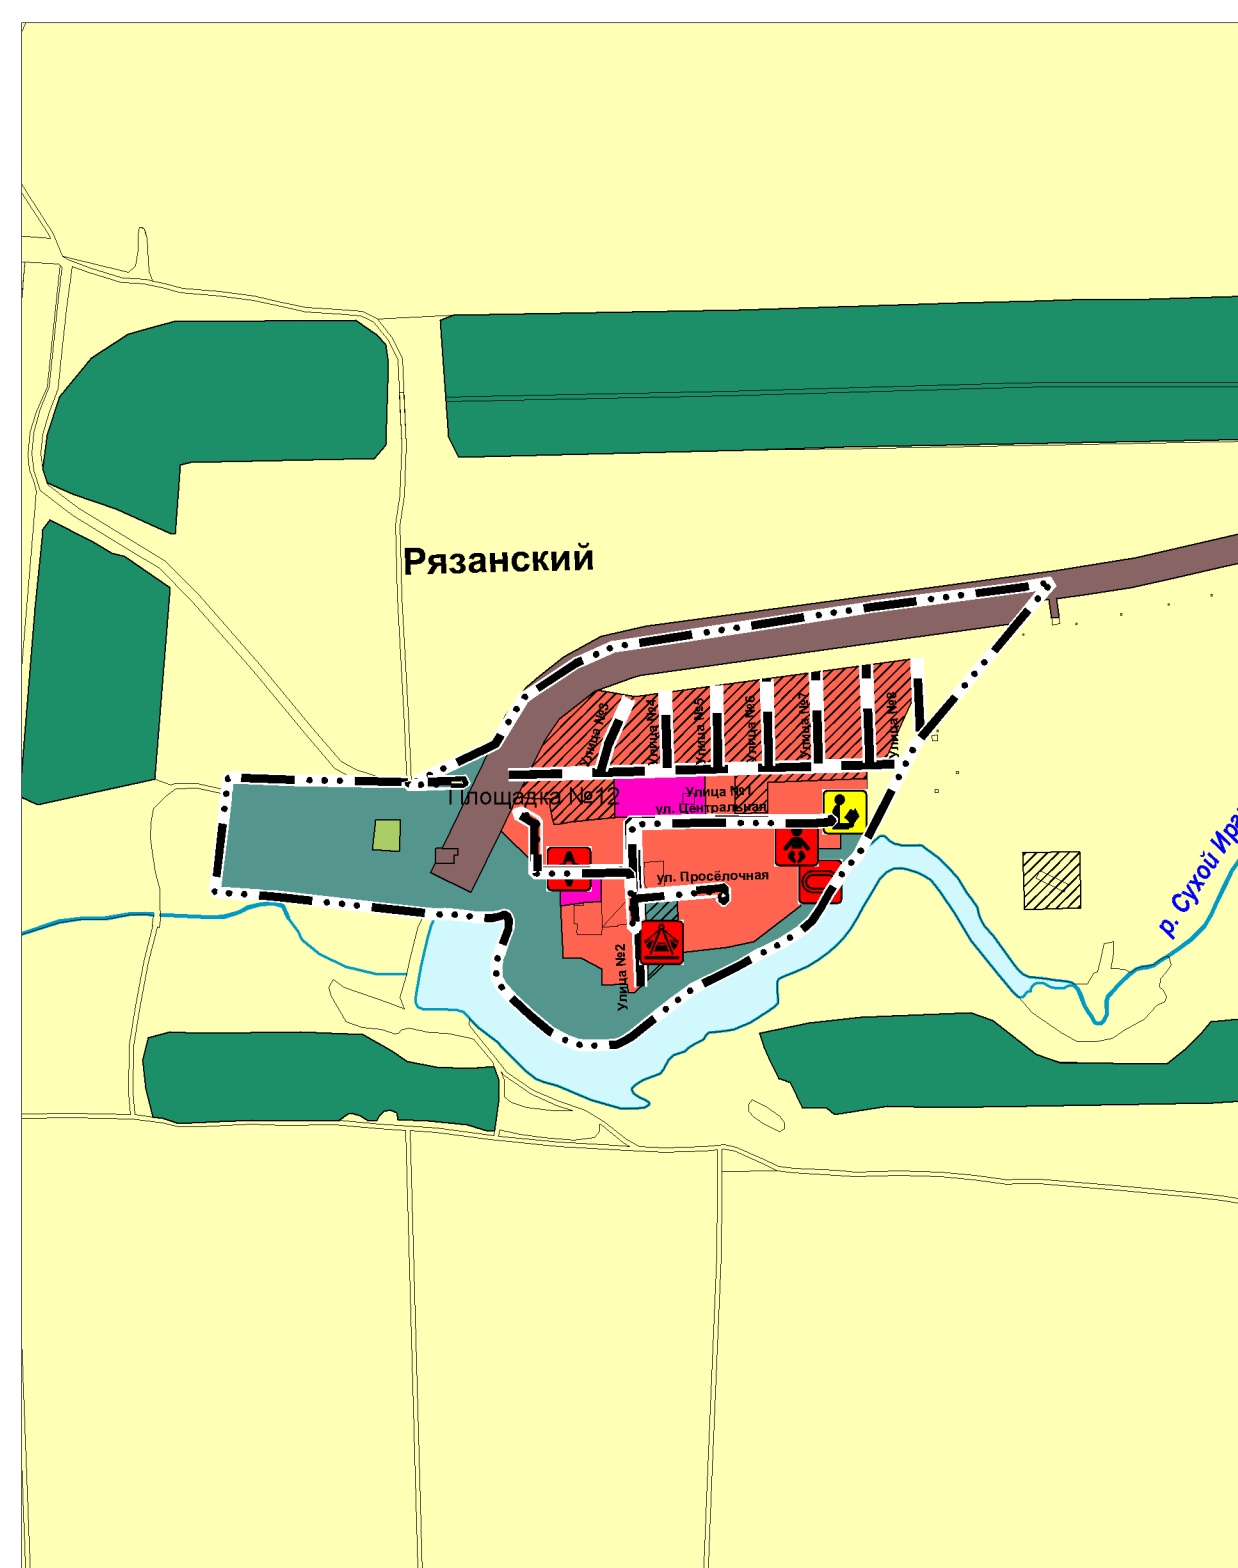 Рязанский
Улица №3
Улица №4
Улица №5
Улица №6
Улица №7
Улица №8
Площадка №12
Улица №1
ул. Центральная
ул. Просёлочная
Улица №2
р. Сухой